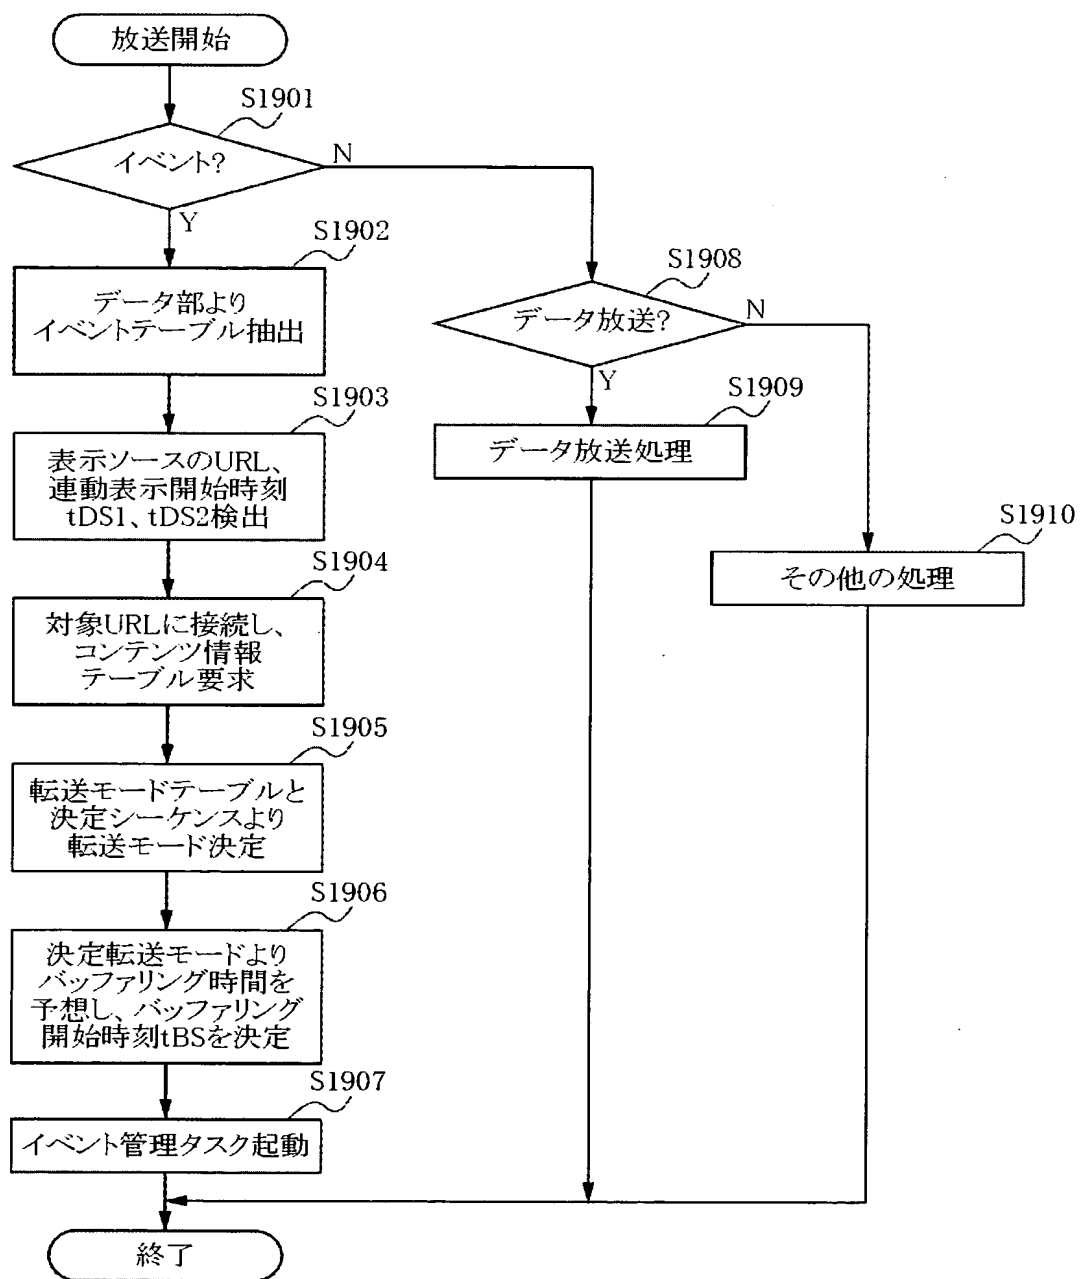 放送開始
S1901
イベント?
N
Y
S1902
データ部より
イベントテーブル抽出
S1903
表示ソースのURL、
連動表示開始時刻
tDS1、tDS2検出
S1904
対象URLに接続し、
コンテンツ情報
テーブル要求
S1905
転送モードテーブルと
決定シーケンスより
転送モード決定
S1906
決定転送モードより
バッファリング時間を
予想し、バッファリング
開始時刻tBSを決定
S1907
イベント管理タスク起動
終了
S1908
データ放送?
N
Y
S1909
データ放送処理
S1910
その他の処理